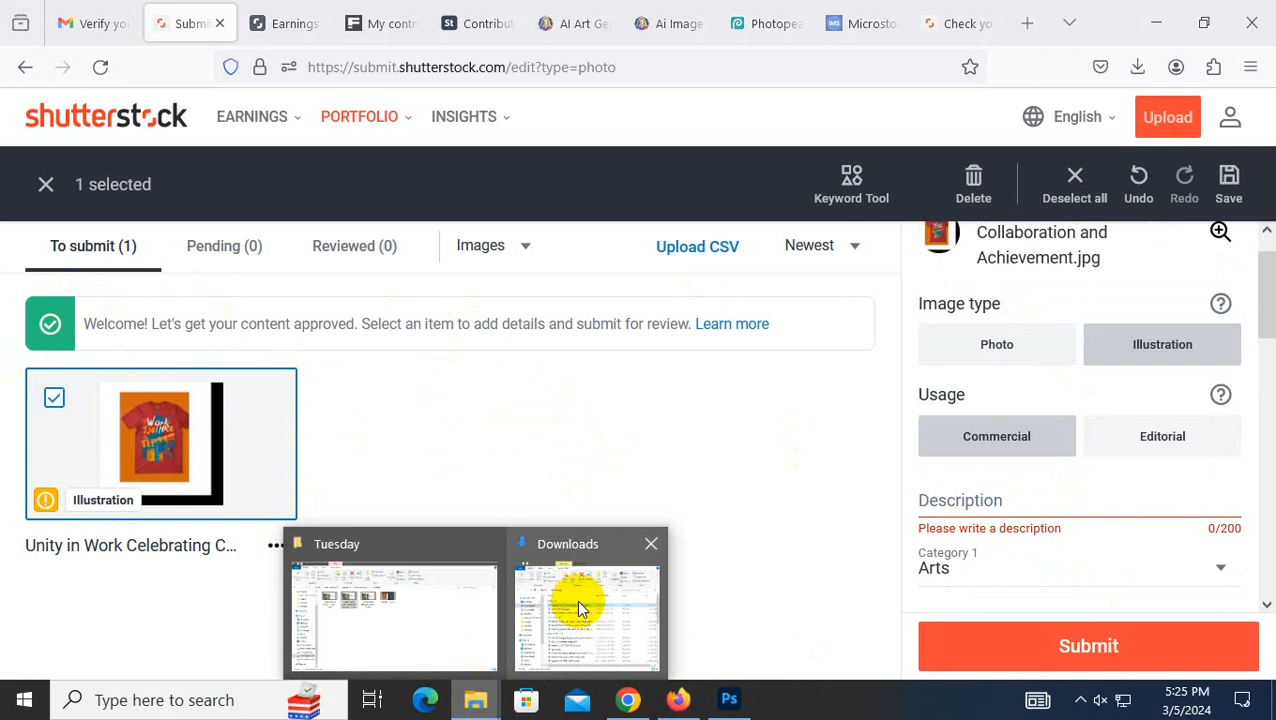 Verify yo
Submi
Earnings
My contr
Contribut
AI Art Ge
Ai Image
Photopea
Microsto
Check yo
https://submit.shutterstock.com/edit?type=photo
shutterstock
EARNINGS
PORTFOLIO
INSIGHTS
English
Upload
1 selected
Keyword Tool
Delete
Deselect all
Undo
Redo
Save
To submit (1)
Pending (0)
Reviewed (0)
Images
Upload CSV
Newest
Collaboration and
Achievement.jpg
Welcome! Let's get your content approved. Select an item to add details and submit for review. Learn more
Image type
Photo
Illustration
Usage
Commercial
Editorial
Work
Illustration
Description
Please write a description
0/200
Unity in Work Celebrating C...
Category 1
Arts
Tuesday
Downloads
Submit
Type here to search
5:25 PM
3/5/2024